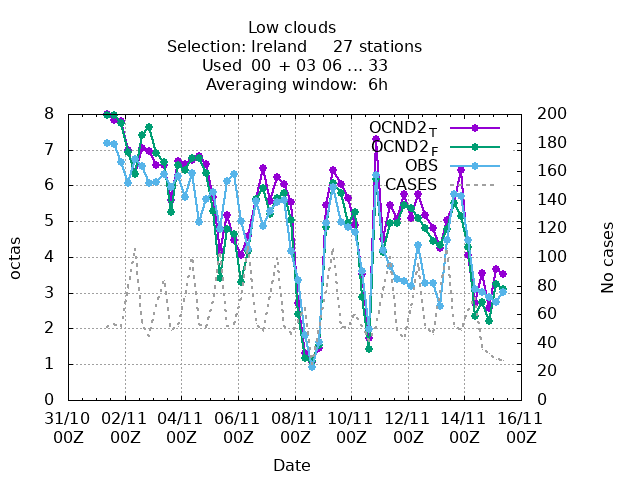 Low clouds
Selection: Ireland 27 stations
Used 00 + 03 06 ... 33
Averaging window: 6h
8
7
6
5
4
3
2
1
0
octas
200
180
160
140
120
100
80
60
40
20
0
No cases
OCND2 T
OCND2 F
OBS
CASES
31/10 02/11 04/11 06/11 08/11 10/11 12/11 14/11 16/11
00Z 00Z 00Z 00Z 00Z 00Z 00Z 00Z 00Z
Date